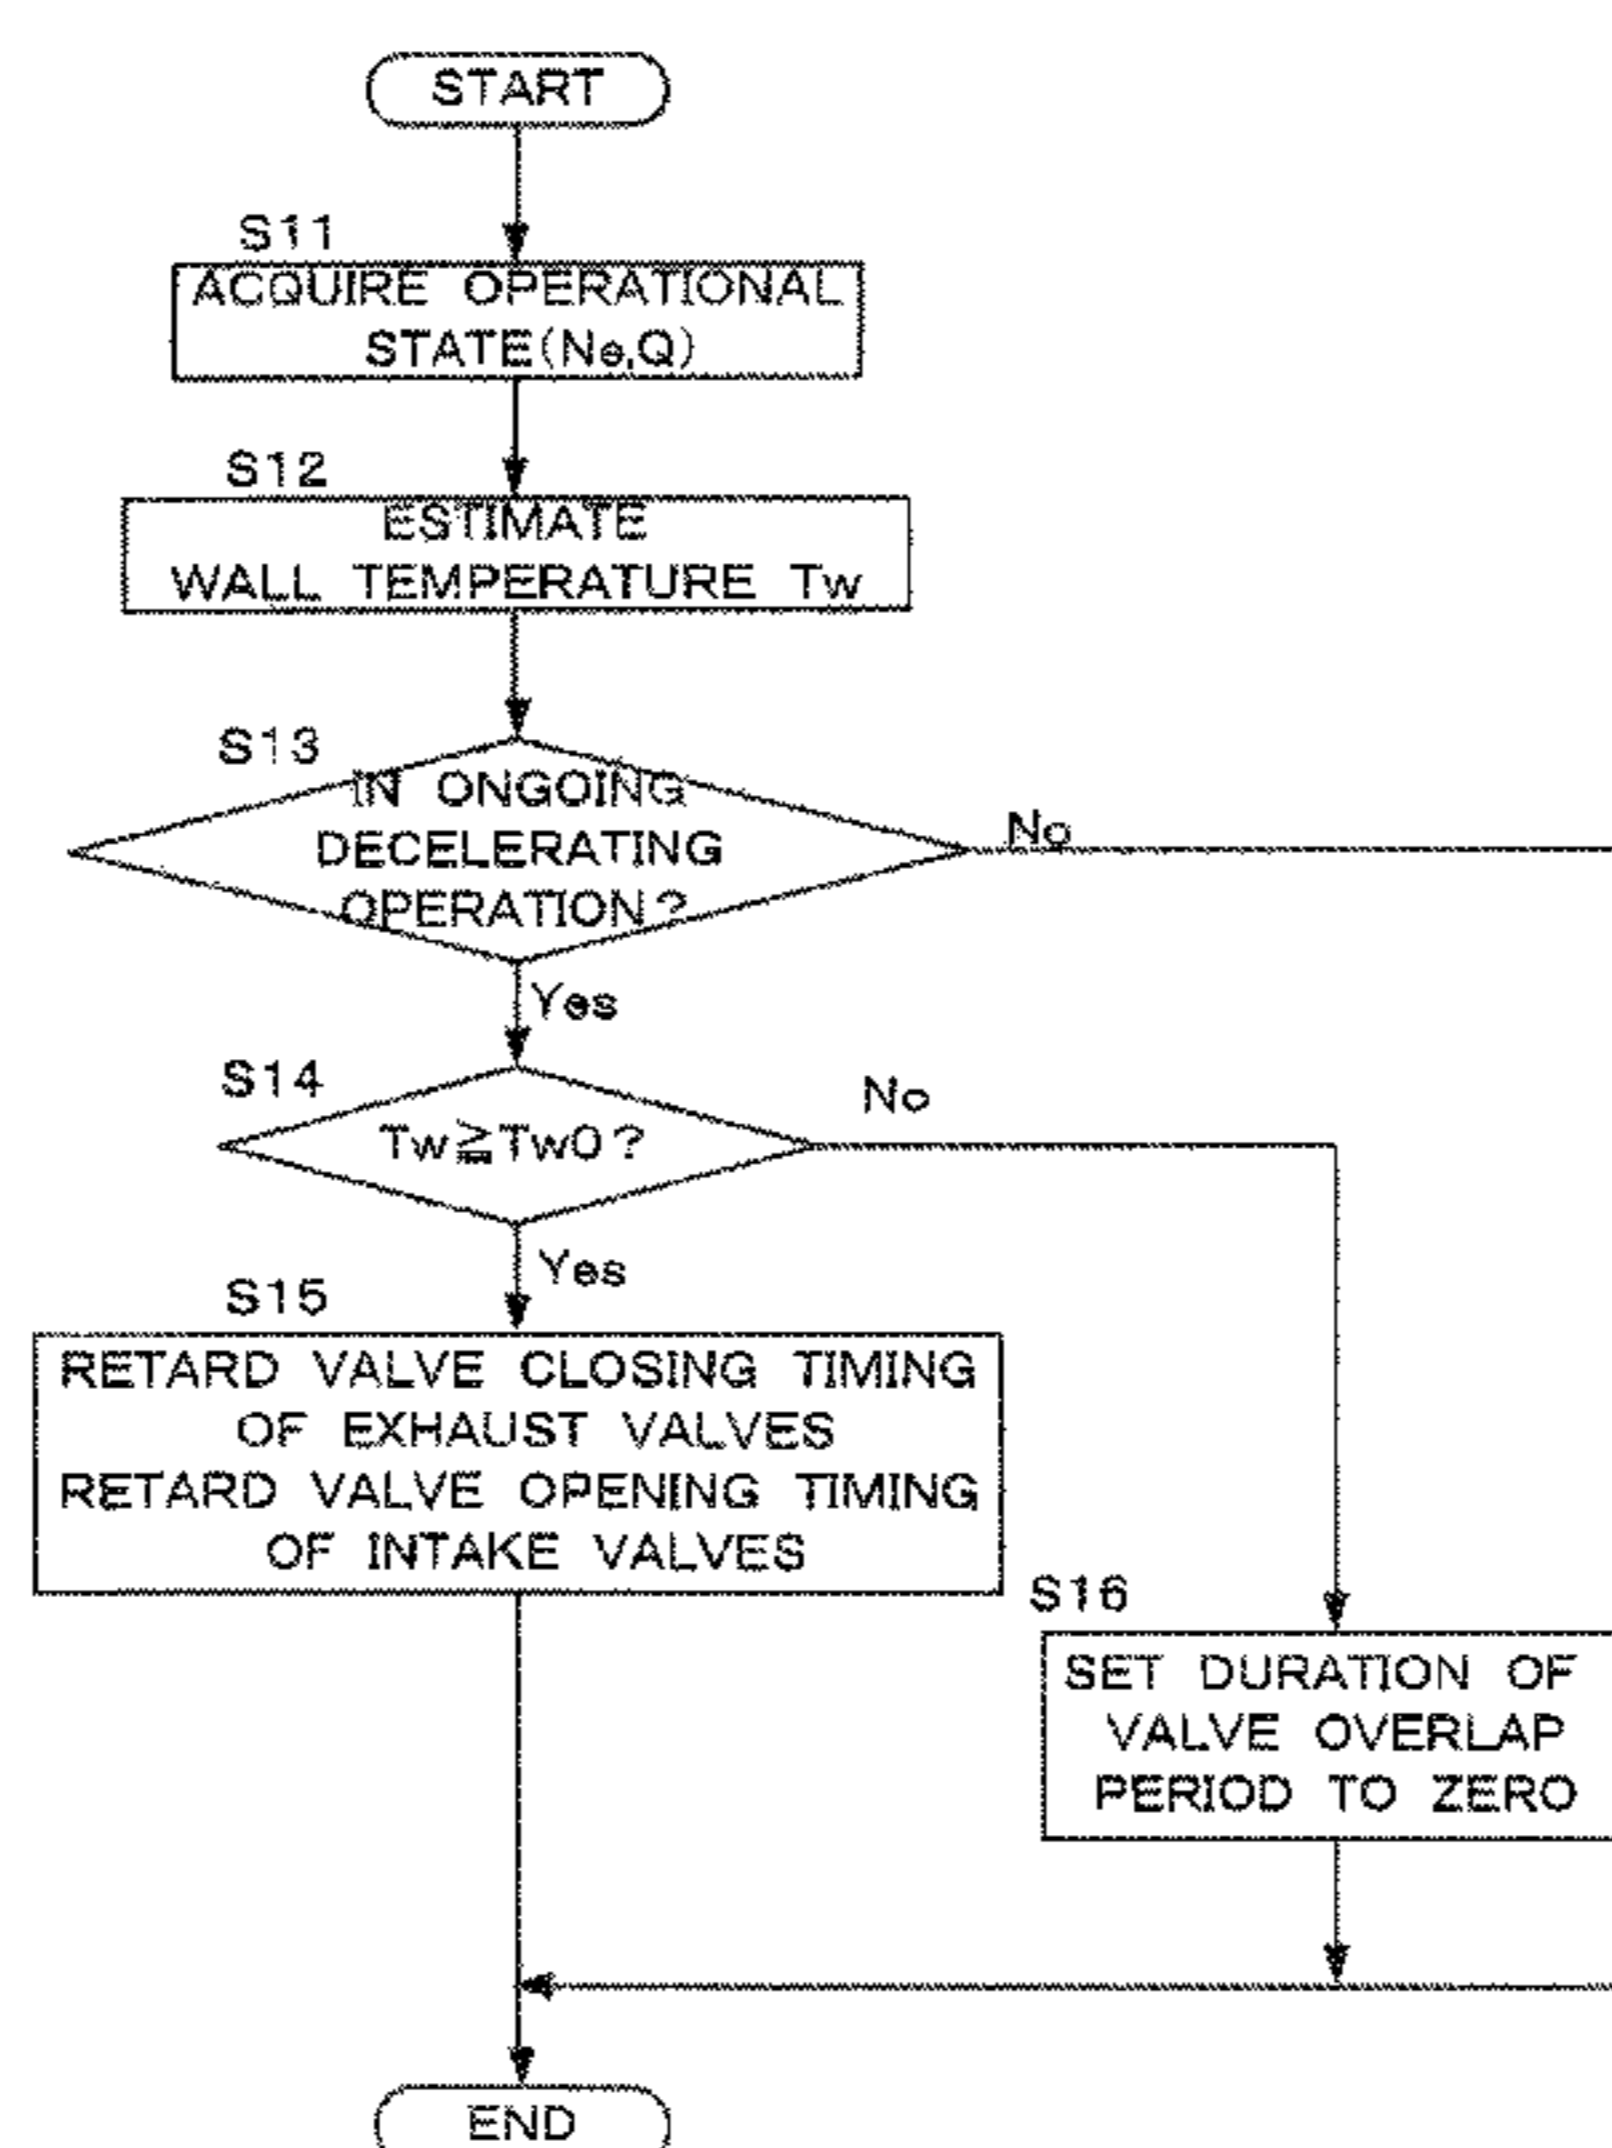 START
S11
ACQUIRE OPERATIONAL
STATE(Ne,Q)
S12
ESTIMATE
WALL TEMPERATURE Tw
S13
IN ONGOING
DECELERATING
OPERATION?
No
Yes
S14
Tw≧Tw0?
No
Yes
S15
RETARD VALVE CLOSING TIMING
OF EXHAUST VALVES
RETARD VALVE OPENING TIMING
OF INTAKE VALVES
S16
SET DURATION OF
VALVE OVERLAP
PERIOD TO ZERO
END